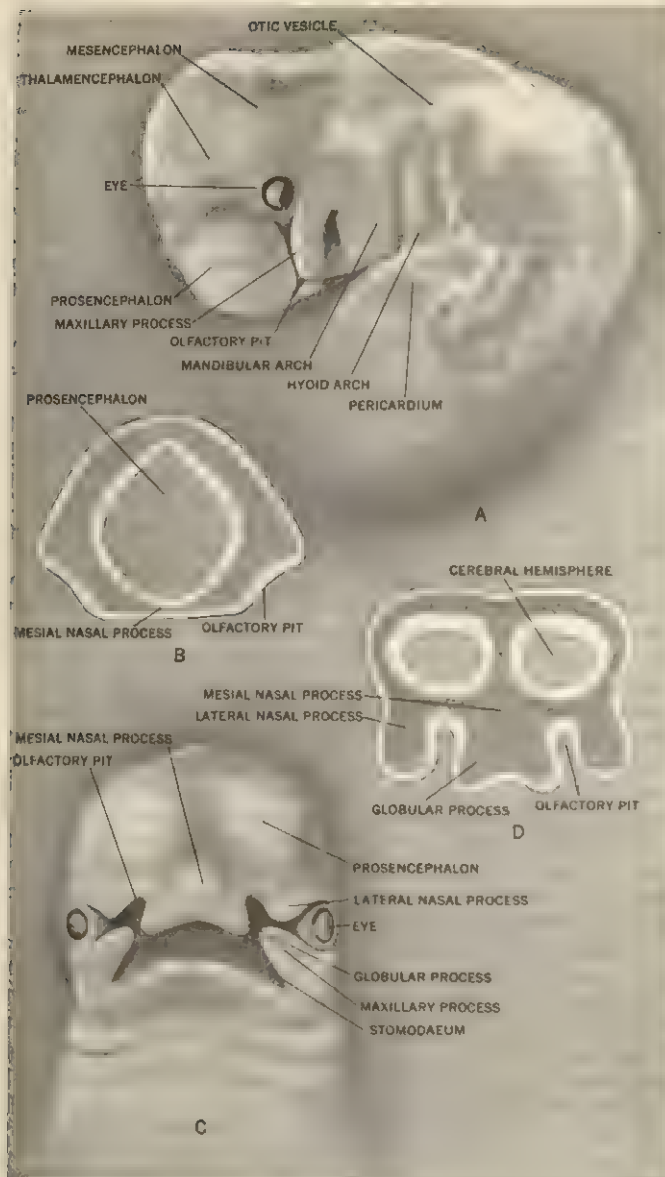 OTIC VESICLE
MESENCEPHALON
THALAMENCEPHALON
EYE
PROSENCEPHALON
MAXILLARY PROCESS
OLFACTORY PIT
MANDIBULAR ARCH
HYOID ARCH
PERICARDIUM
A
PROSENCEPHALON
MESIAL NASAL PROCESS
OLFACTORY PIT
B
CEREBRAL HEMISPHERE
MESIAL NASAL PROCESS
LATERAL NASAL PROCESS
GLOBULAR PROCESS
OLFACTORY PIT
D
MESIAL NASAL PROCESS
OLFACTORY PIT
PROSENCEPHALON
LATERAL NASAL PROCESS
EYE
GLOBULAR PROCESS
MAXILLARY PROCESS
STOMODAEUM
C